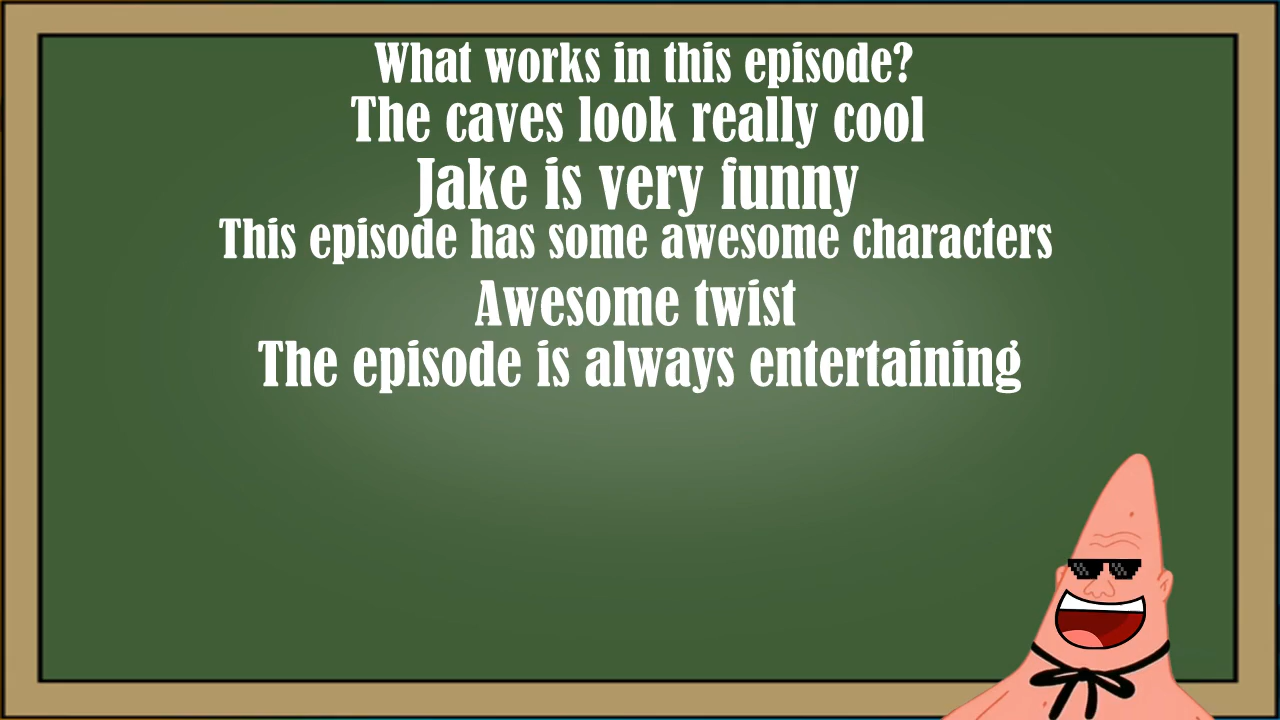 What works in this episode?
The caves look really cool
Jake is very funny
This episode has some awesome characters
Awesome twist
The episode is always entertaining